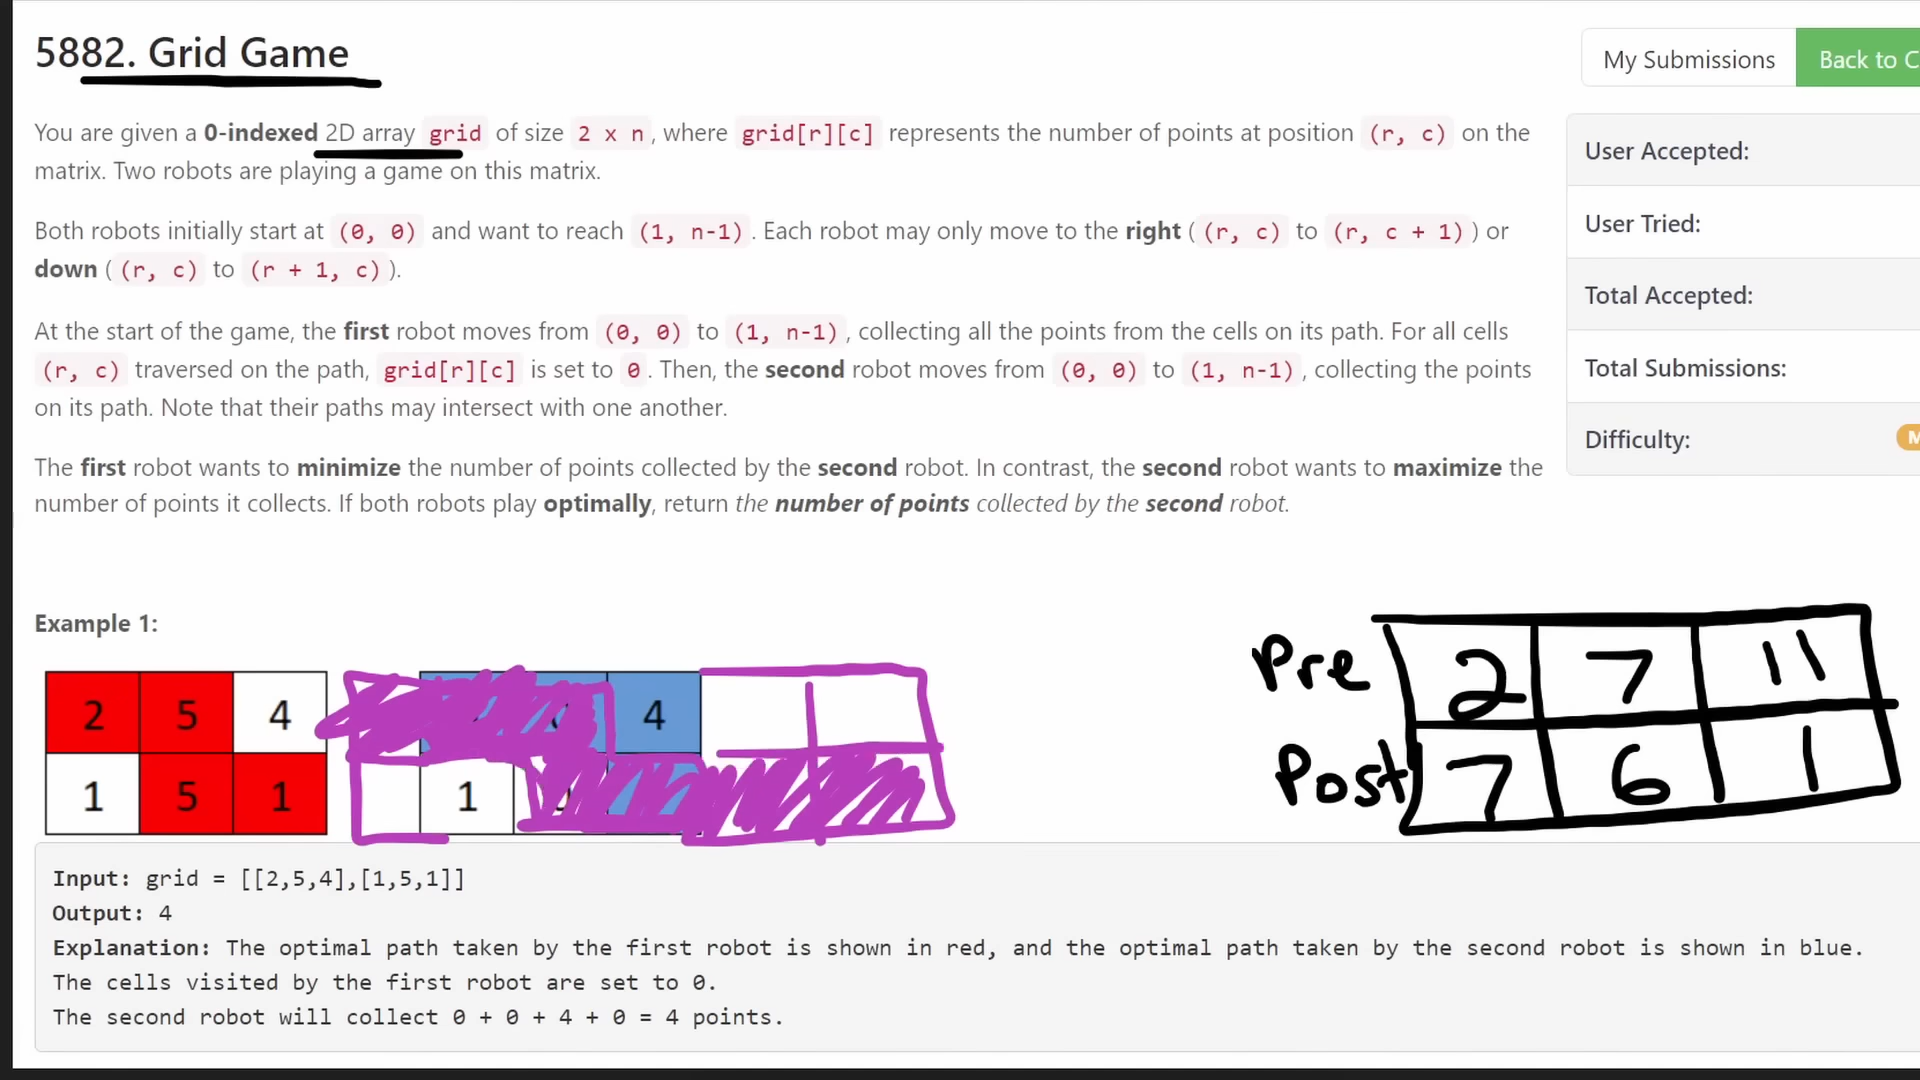 5882. Grid Game
My Submissions
Back to C
You are given a 0-indexed 2D array grid of size 2 x n, where grid[r][c] represents the number of points at position (r, c) on the
matrix. Two robots are playing a game on this matrix.
Both robots initially start at (0, 0) and want to reach (1, n-1). Each robot may only move to the right ((r, c) to (r, c + 1)) or
down ((r, c) to (r + 1, c)).
At the start of the game, the first robot moves from (0, 0) to (1, n-1), collecting all the points from the cells on its path. For all cells
(r, c) traversed on the path, grid[r][c] is set to 0. Then, the second robot moves from (0, 0) to (1, n-1), collecting the points
on its path. Note that their paths may intersect with one another.
The first robot wants to minimize the number of points collected by the second robot. In contrast, the second robot wants to maximize the
number of points it collects. If both robots play optimally, return the number of points collected by the second robot.
User Accepted:
User Tried:
Total Accepted:
Total Submissions:
Difficulty:
M
Example 1:
2 5 4
1 5 1
4
1
Pre 2 7 11
Post 7 6 1
Input: grid = [[2,5,4],[1,5,1]]
Output: 4
Explanation: The optimal path taken by the first robot is shown in red, and the optimal path taken by the second robot is shown in blue.
The cells visited by the first robot are set to 0.
The second robot will collect 0 + 0 + 4 + 0 = 4 points.